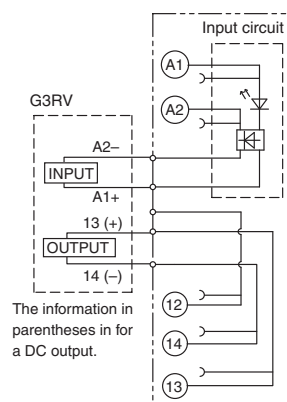 Input circuit
A1
G3RV
A2
A2–
INPUT
A1+
13 (+)
OUTPUT
14 (–)
12
The information in
parentheses in for
a DC output.
14
13